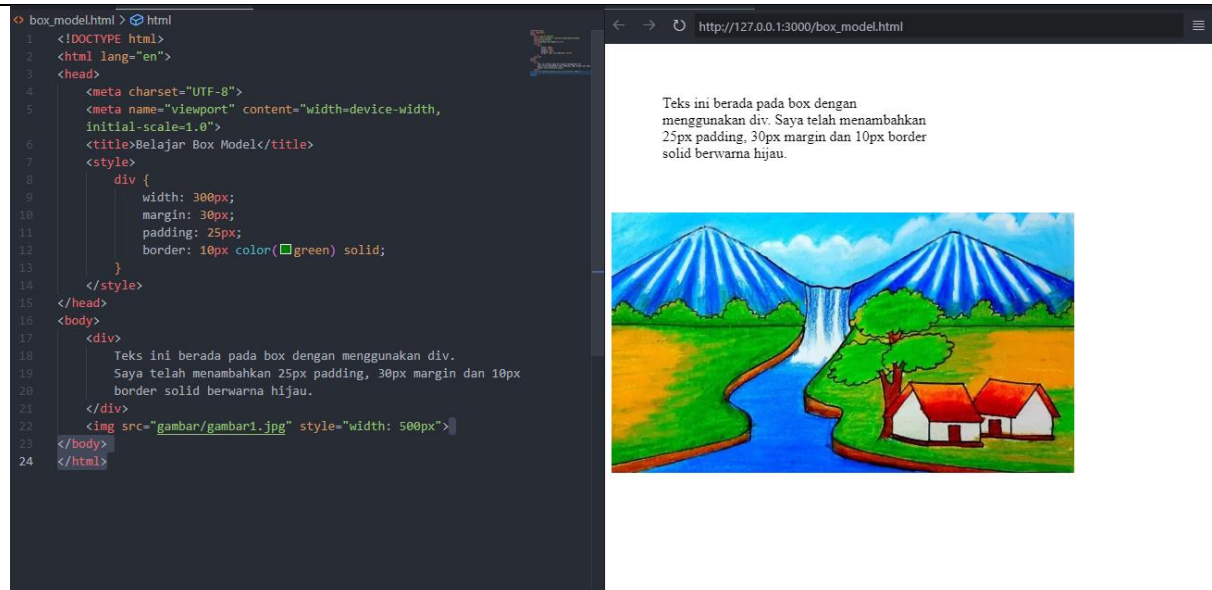 box_model.html > html
1 <!DOCTYPE html>
2 <html lang="en">
3 <head>
4 <meta charset="UTF-8">
5 <meta name="viewport" content="width=device-width,
initial-scale=1.0">
6 <title>Belajar Box Model</title>
7 <style>
8 div {
9 width: 300px;
10 margin: 30px;
11 padding: 25px;
12 border: 10px color(green) solid;
13 }
14 </style>
15 </head>
16 <body>
17 <div>
18 Teks ini berada pada box dengan menggunakan div.
19 Saya telah menambahkan 25px padding, 30px margin dan 10px
20 border solid berwarna hijau.
21 </div>
22 <img src="gambar/gambar1.jpg" style="width: 500px">
23 </body>
24 </html>
http://127.0.0.1:3000/box_model.html
Teks ini berada pada box dengan
menggunakan div. Saya telah menambahkan
25px padding, 30px margin dan 10px border
solid berwarna hijau.